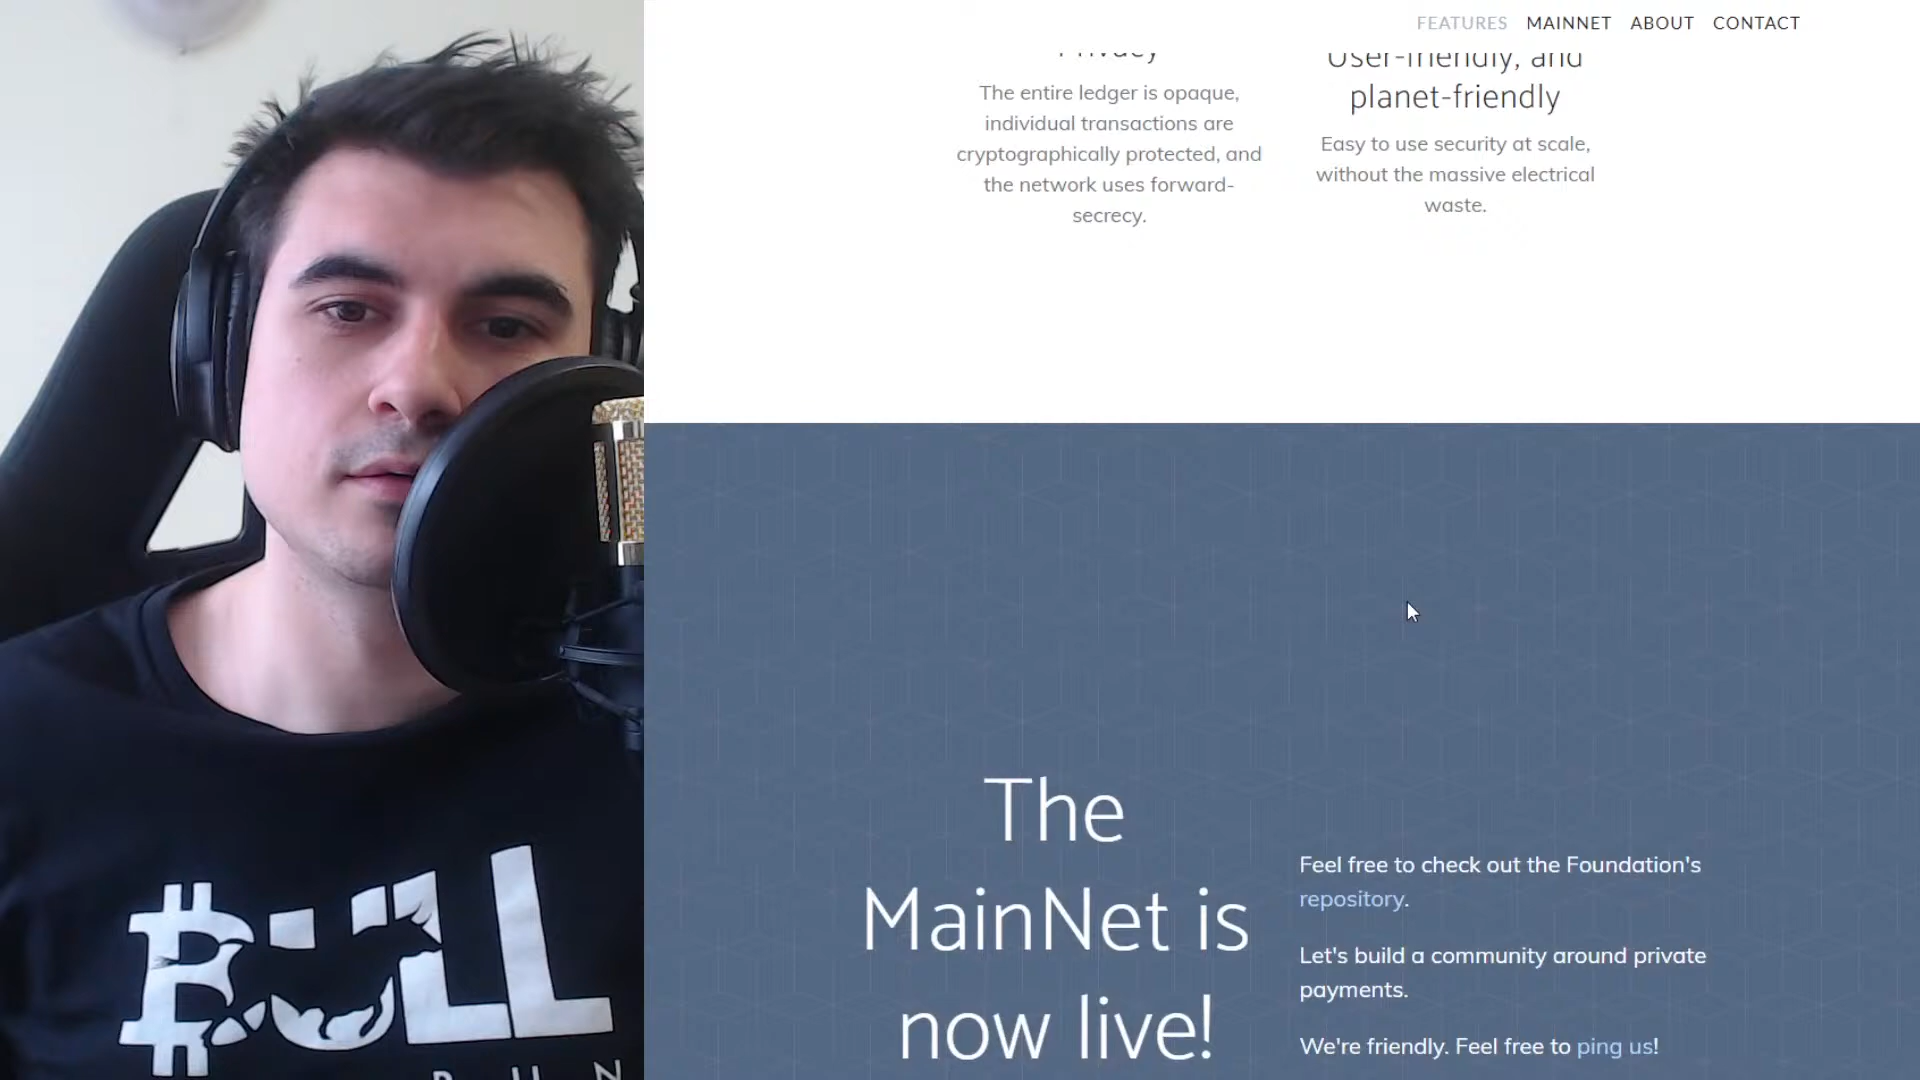 FEATURES MAINNET ABOUT CONTACT
Privacy
The entire ledger is opaque,
individual transactions are
cryptographically protected, and
the network uses forward-
secrecy.
User-friendly, and
planet-friendly
Easy to use security at scale,
without the massive electrical
waste.
The
MainNet is
now live!
Feel free to check out the Foundation's
repository.
Let's build a community around private
payments.
We're friendly. Feel free to ping us!
BULL
RUN